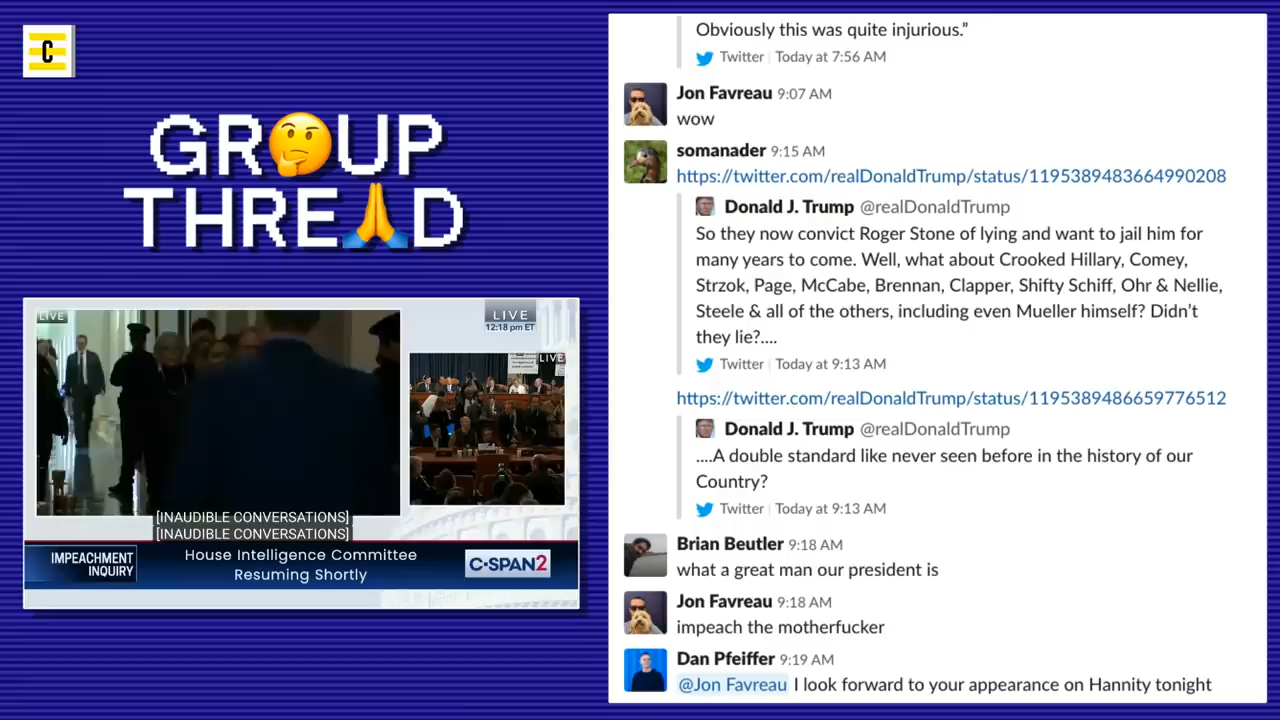 C
GR🤔UP
THRE🙏D
LIVE
LIVE
12:18 pm ET
LIVE
[INAUDIBLE CONVERSATIONS]
[INAUDIBLE CONVERSATIONS]
IMPEACHMENT
INQUIRY
House Intelligence Committee
Resuming Shortly
C-SPAN2
Obviously this was quite injurious.”
Twitter | Today at 7:56 AM
Jon Favreau 9:07 AM
wow
somanader 9:15 AM
https://twitter.com/realDonaldTrump/status/1195389483664990208
Donald J. Trump @realDonaldTrump
So they now convict Roger Stone of lying and want to jail him for
many years to come. Well, what about Crooked Hillary, Comey,
Strzok, Page, McCabe, Brennan, Clapper, Shifty Schiff, Ohr & Nellie,
Steele & all of the others, including even Mueller himself? Didn’t
they lie?....
Twitter | Today at 9:13 AM
https://twitter.com/realDonaldTrump/status/1195389486659776512
Donald J. Trump @realDonaldTrump
....A double standard like never seen before in the history of our
Country?
Twitter | Today at 9:13 AM
Brian Beutler 9:18 AM
what a great man our president is
Jon Favreau 9:18 AM
impeach the motherfucker
Dan Pfeiffer 9:19 AM
@Jon Favreau I look forward to your appearance on Hannity tonight